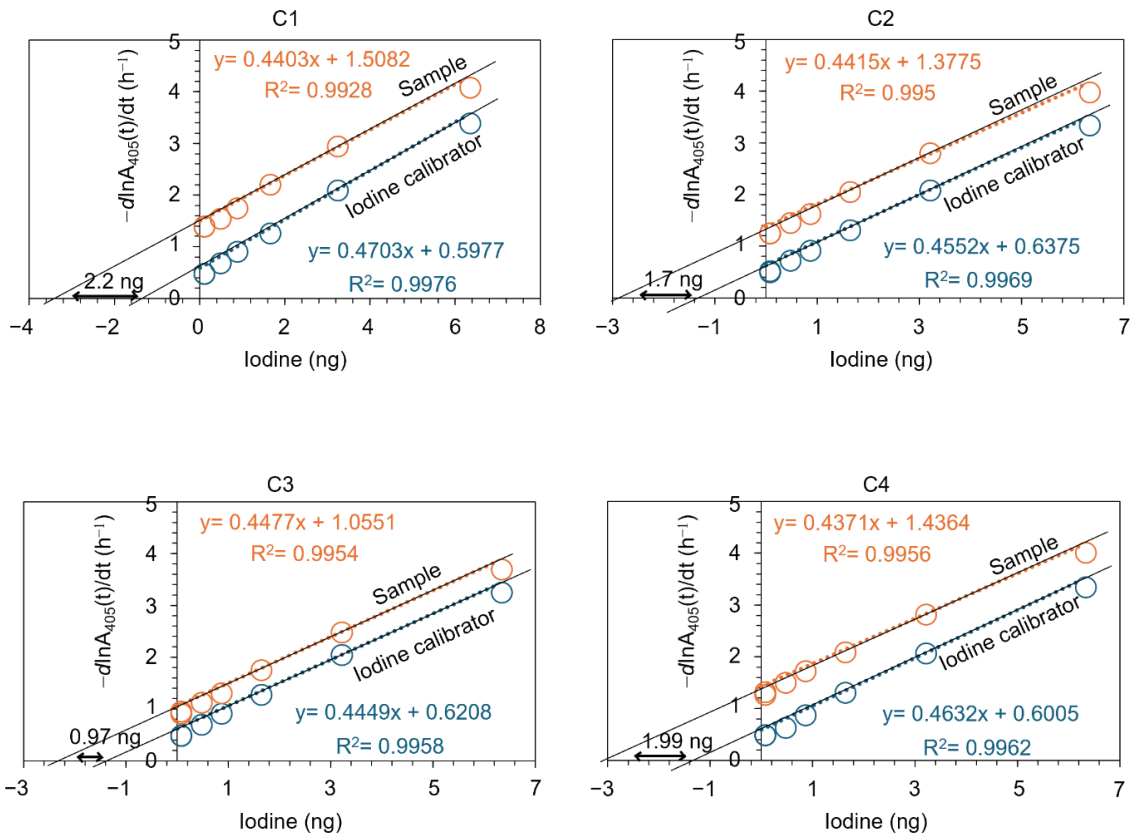 C1
5
4
3
2
1
0
−dlnA₄₀₅(t)/dt (h⁻¹)
y= 0.4403x + 1.5082
R²= 0.9928
Sample
Iodine calibrator
y= 0.4703x + 0.5977
R²= 0.9976
2.2 ng
−4 −2 0 2 4 6 8
Iodine (ng)
C2
5
4
3
2
1
0
−dlnA₄₀₅(t)/dt (h⁻¹)
y= 0.4415x + 1.3775
R²= 0.995
Sample
Iodine calibrator
y= 0.4552x + 0.6375
R²= 0.9969
1.7 ng
−3 −1 1 3 5 7
Iodine (ng)
C3
5
4
3
2
1
0
−dlnA₄₀₅(t)/dt (h⁻¹)
y= 0.4477x + 1.0551
R²= 0.9954
Sample
Iodine calibrator
y= 0.4449x + 0.6208
R²= 0.9958
0.97 ng
−3 −1 1 3 5 7
Iodine (ng)
C4
5
4
3
2
1
0
−dlnA₄₀₅(t)/dt (h⁻¹)
y= 0.4371x + 1.4364
R²= 0.9956
Sample
Iodine calibrator
y= 0.4632x + 0.6005
R²= 0.9962
1.99 ng
−3 −1 1 3 5 7
Iodine (ng)